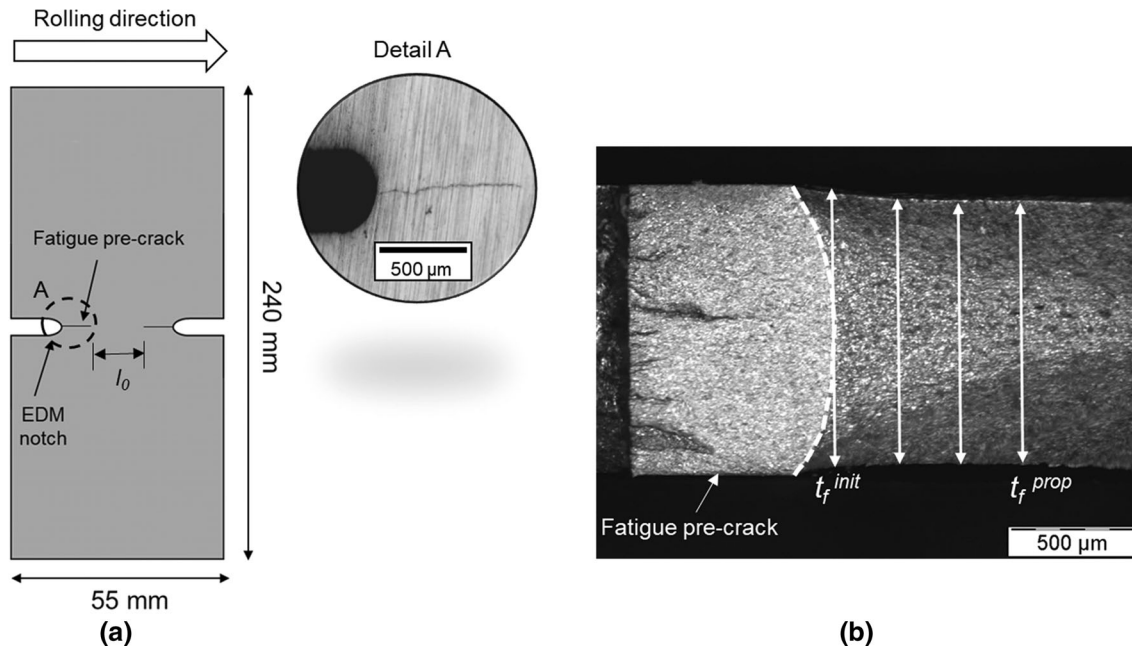 Rolling direction
Detail A
500 µm
Fatigue pre-crack
A
l0
EDM
notch
240 mm
55 mm
(a)
tf init
tf prop
Fatigue pre-crack
500 µm
(b)